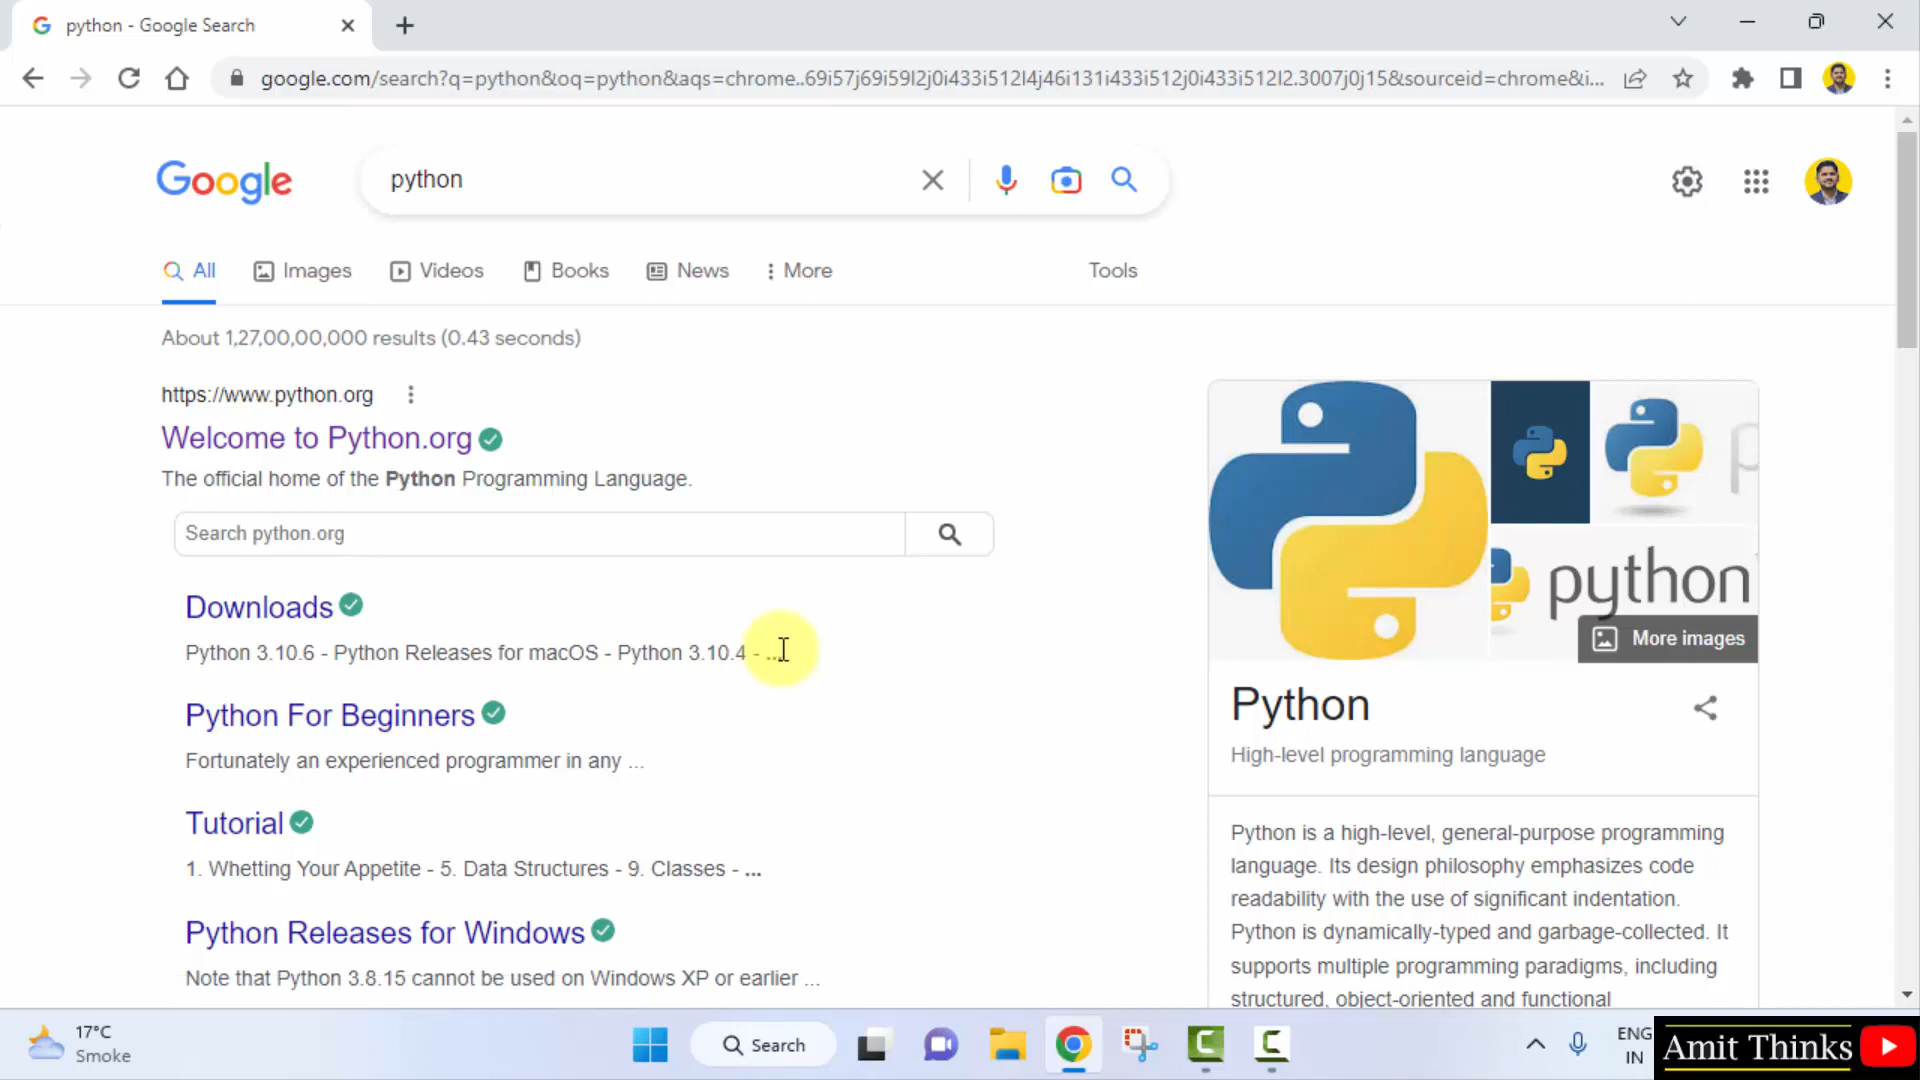 python - Google Search
google.com/search?q=python&oq=python&aqs=chrome..69i57j69i59l2j0i433i512l4j46i131i433i512j0i433i512l2.3007j0j15&sourceid=chrome&i...
Google
python
All
Images
Videos
Books
News
More
Tools
About 1,27,00,00,000 results (0.43 seconds)
https://www.python.org
Welcome to Python.org
The official home of the Python Programming Language.
Search python.org
Downloads
Python 3.10.6 - Python Releases for macOS - Python 3.10.4 - ...
Python For Beginners
Fortunately an experienced programmer in any ...
Tutorial
1. Whetting Your Appetite - 5. Data Structures - 9. Classes - ...
Python Releases for Windows
Note that Python 3.8.15 cannot be used on Windows XP or earlier ...
python
More images
Python
High-level programming language
Python is a high-level, general-purpose programming
language. Its design philosophy emphasizes code
readability with the use of significant indentation.
Python is dynamically-typed and garbage-collected. It
supports multiple programming paradigms, including
structured, object-oriented and functional
17°C
Smoke
Search
ENG
IN
Amit Thinks